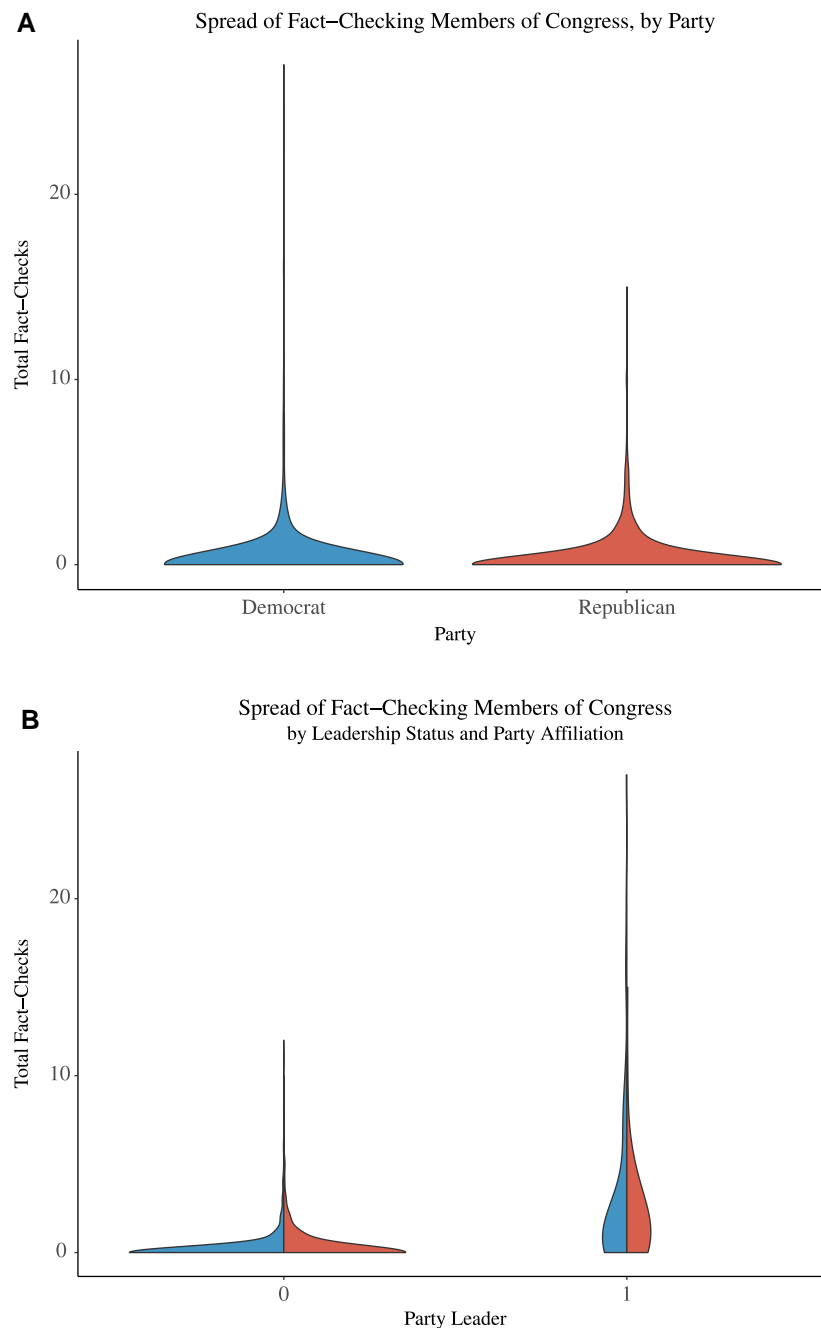 A
Spread of Fact–Checking Members of Congress, by Party
Total Fact–Checks
20
10
0
Democrat
Republican
Party
B
Spread of Fact–Checking Members of Congress
by Leadership Status and Party Affiliation
Total Fact–Checks
20
10
0
0
1
Party Leader